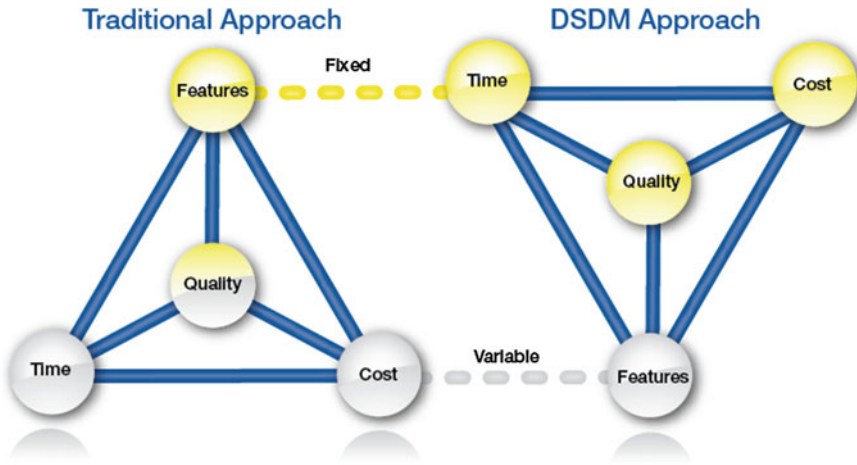 Traditional Approach
DSDM Approach
Features
Fixed
Time
Cost
Quality
Quality
Time
Cost
Variable
Features